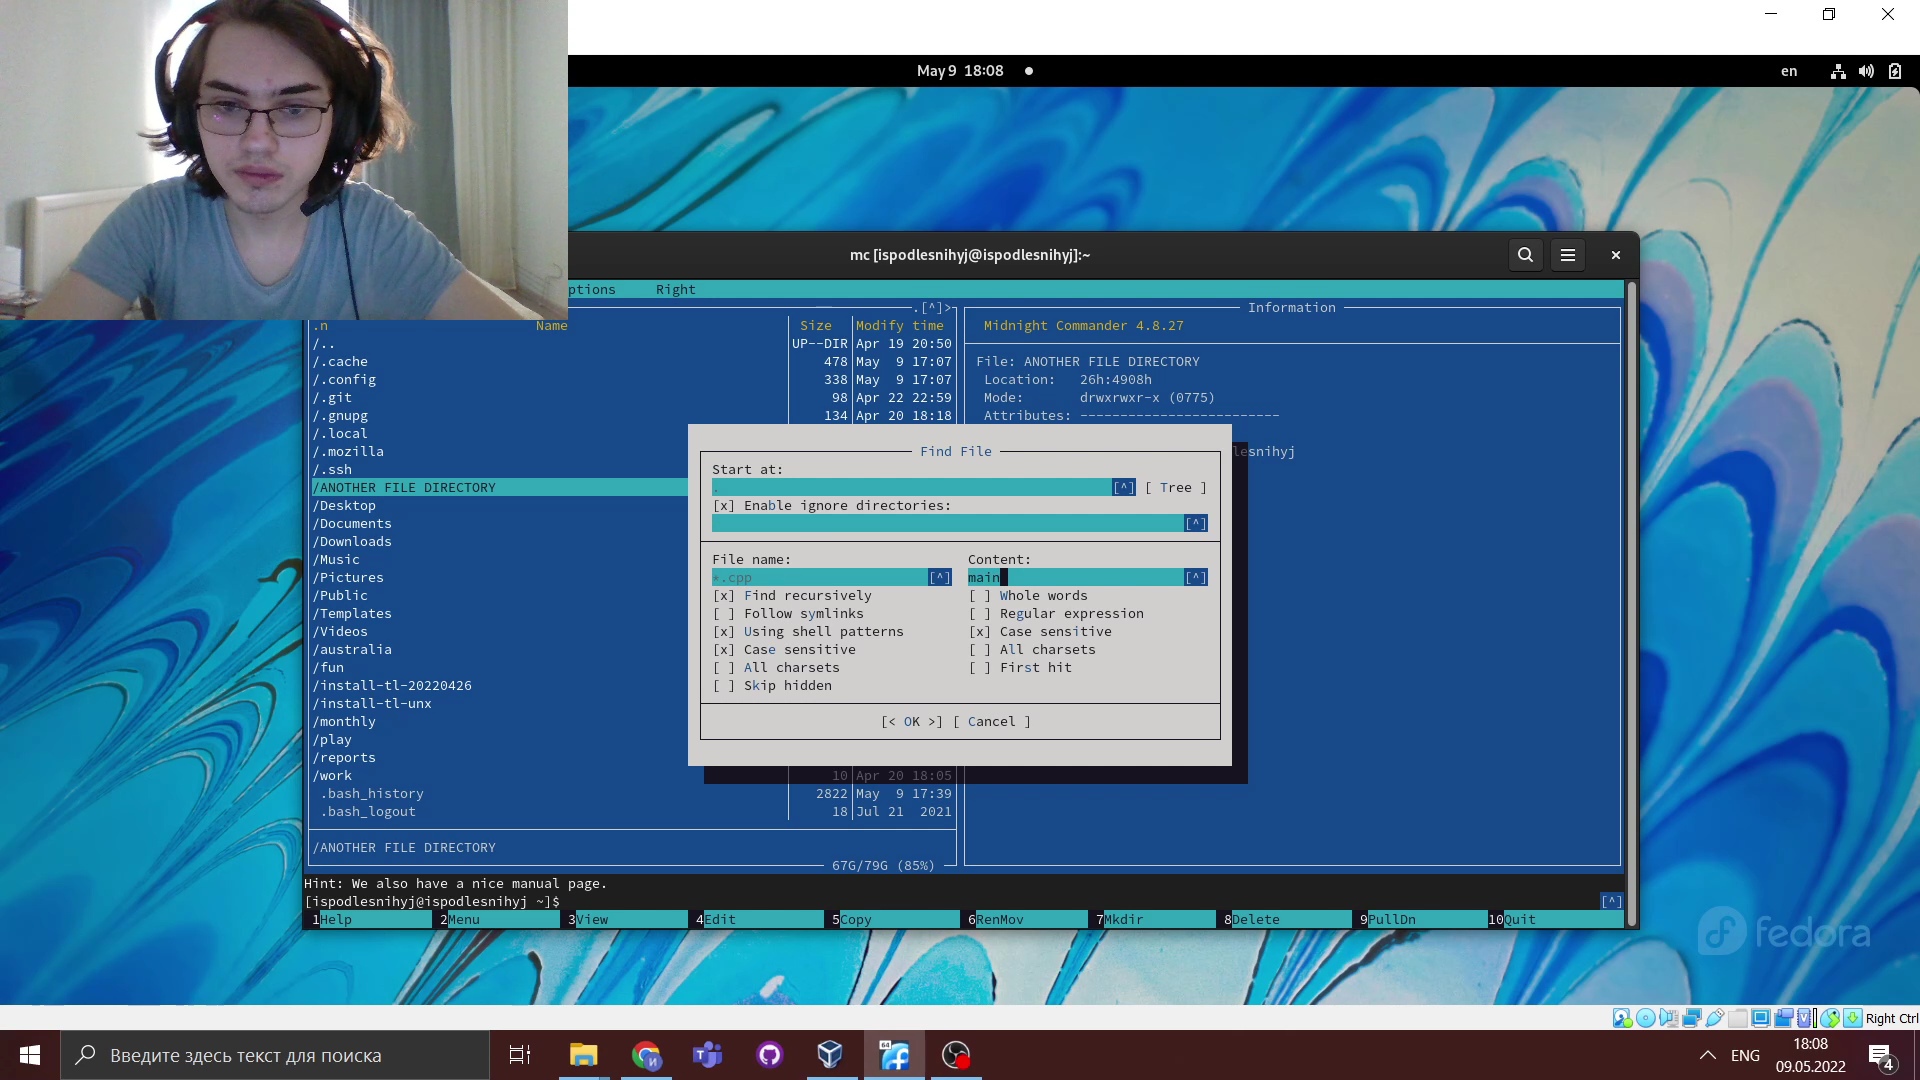 May 9 18:08
en
mc [ispodlesnihyj@ispodlesnihyj]:~
ptions Right
.[^]>
.n Name Size Modify time
/.. UP--DIR Apr 19 20:50
/.cache 478 May 9 17:07
/.config 338 May 9 17:07
/.git 98 Apr 22 22:59
/.gnupg 134 Apr 20 18:18
/.local
/.mozilla
/.ssh
/ANOTHER FILE DIRECTORY
/Desktop
/Documents
/Downloads
/Music
/Pictures
/Public
/Templates
/Videos
/australia
/fun
/install-tl-20220426
/install-tl-unx
/monthly
/play
/reports
/work 10 Apr 20 18:05
.bash_history 2822 May 9 17:39
.bash_logout 18 Jul 21 2021
/ANOTHER FILE DIRECTORY
67G/79G (85%)
Information
Midnight Commander 4.8.27
File: ANOTHER FILE DIRECTORY
Location: 26h:4908h
Mode: drwxrwxr-x (0775)
Attributes: -------------------------
lesnihyj
Find File
Start at:
. [^] [ Tree ]
[x] Enable ignore directories:
[^]
File name: Content:
*.cpp [^] main [^]
[x] Find recursively [ ] Whole words
[ ] Follow symlinks [ ] Regular expression
[x] Using shell patterns [x] Case sensitive
[x] Case sensitive [ ] All charsets
[ ] All charsets [ ] First hit
[ ] Skip hidden
[< OK >] [ Cancel ]
Hint: We also have a nice manual page.
[ispodlesnihyj@ispodlesnihyj ~]$ [^]
1Help 2Menu 3View 4Edit 5Copy 6RenMov 7Mkdir 8Delete 9PullDn 10Quit
fedora
Right Ctrl
Введите здесь текст для поиска
64
ENG
18:08
09.05.2022
4